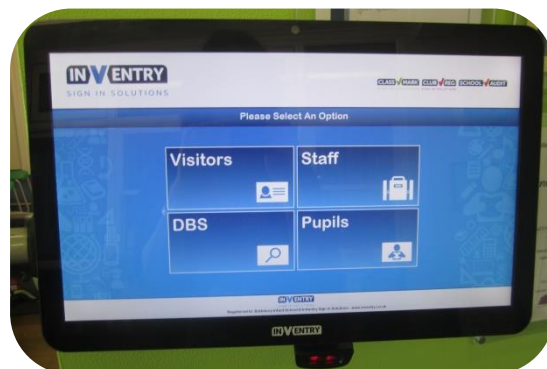 INVENTRY
SIGN IN SOLUTIONS
CLASS MARK CLUB REG SCHOOL AUDIT
Please Select An Option
Visitors
Staff
DBS
Pupils
INVENTRY
INVENTRY